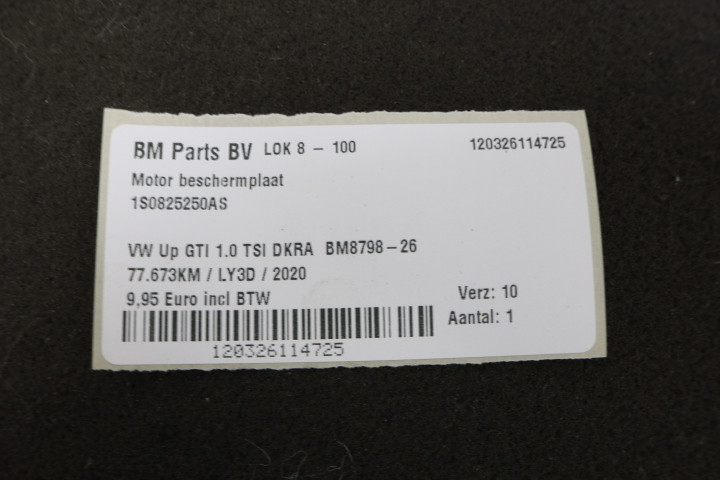 BM Parts BV LOK 8 - 100 120326114725
Motor beschermplaat
1S0825250AS
VW Up GTI 1.0 TSI DKRA BM8798-26
77.673KM / LY3D / 2020
9,95 Euro incl BTW Verz: 10
Aantal: 1
120326114725